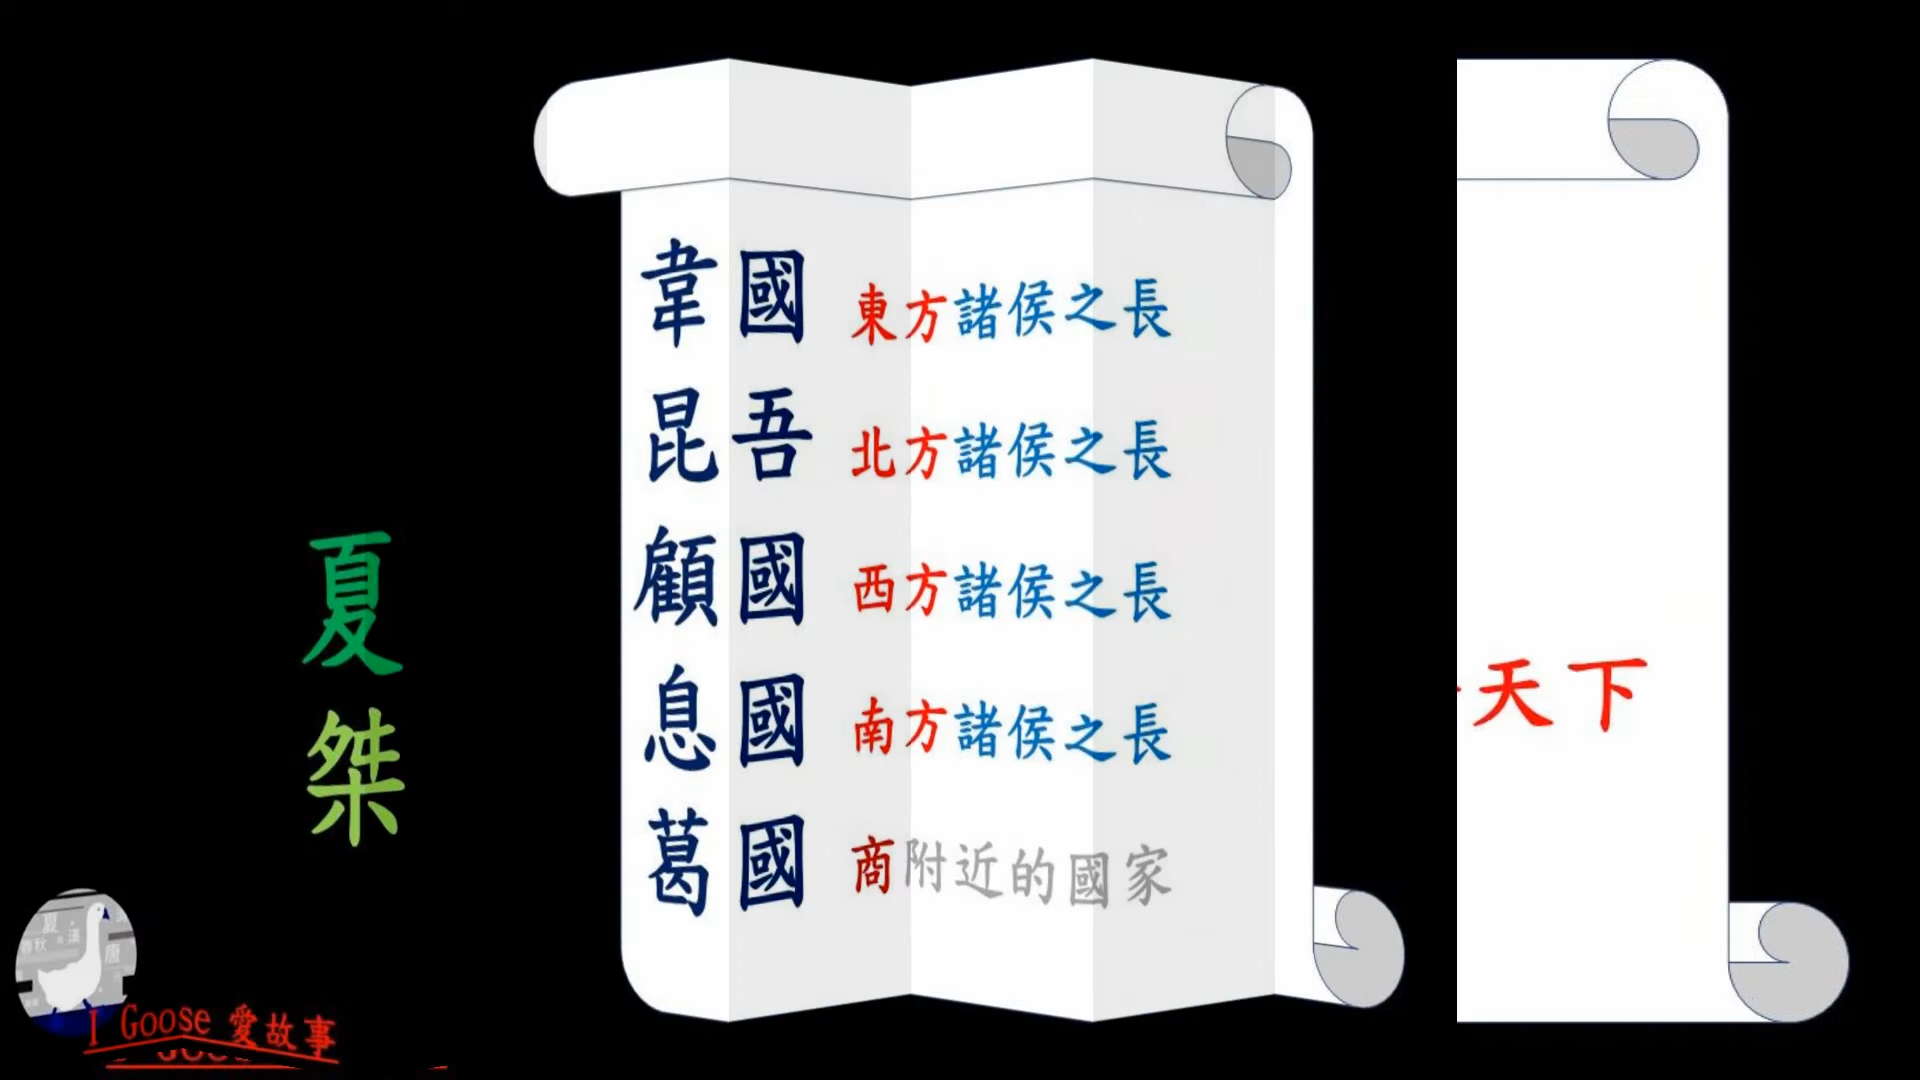 夏桀
韋國 東方諸侯之長
昆吾 北方諸侯之長
顧國 西方諸侯之長
息國 南方諸侯之長
葛國 商附近的國家
天下
I Goose 愛故事